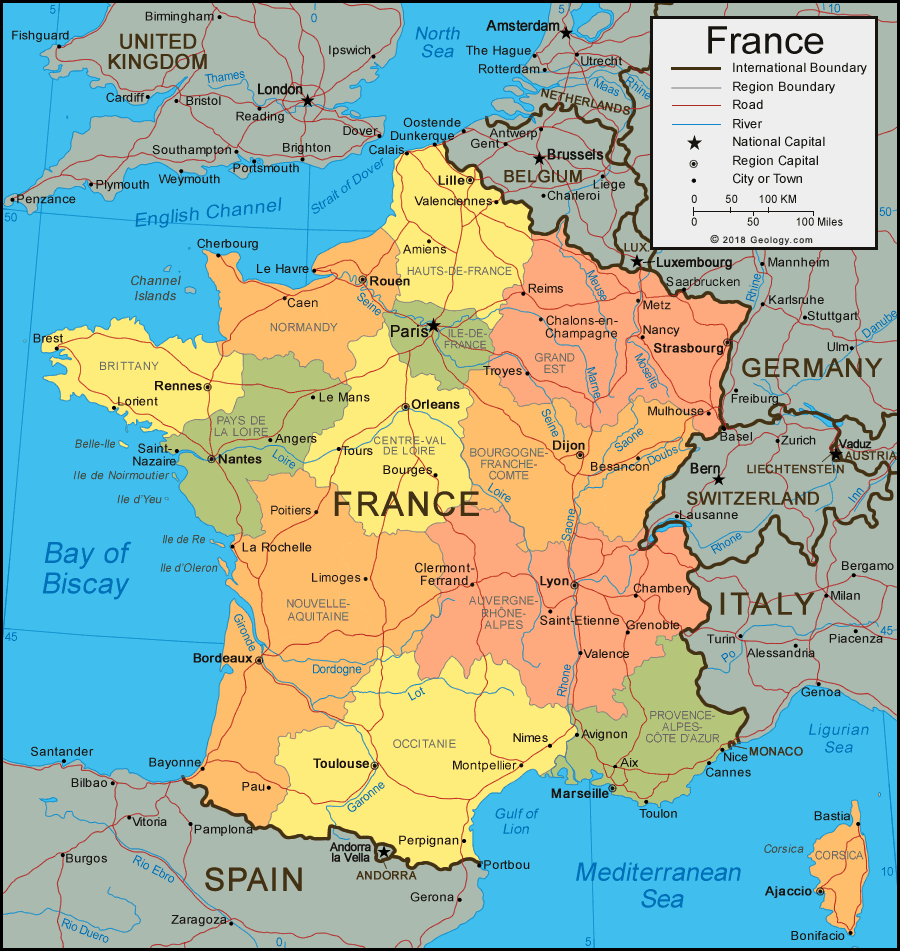 France
International Boundary
Region Boundary
Road
River
National Capital
Region Capital
City or Town
0 50 100 KM
0 50 100 Miles
© 2018 Geology.com
5
0
5
Birmingham
Fishguard
UNITED
KINGDOM
Ipswich
North
Sea
Amsterdam
The Hague
Utrecht
Rotterdam
Maas
Rhine
NETHERLANDS
Thames
London
Cardiff
Bristol
Reading
Dover
Oostende
Dunkerque
Calais
Antwerp
Gent
Brussels
BELGIUM
Liege
Charleroi
Southampton
Brighton
Portsmouth
Weymouth
Plymouth
Penzance
Strait of Dover
English Channel
50
50
Lille
Valenciennes
Cherbourg
Amiens
HAUTS-DE-FRANCE
Le Havre
Rouen
Seine
Channel
Islands
Caen
NORMANDY
LUX.
Luxembourg
Saarbrucken
Mannheim
Rhine
Karlsruhe
Stuttgart
Danube
Ulm
GERMANY
Freiburg
Reims
Meuse
Metz
Chalons-en-
Champagne
Nancy
Strasbourg
GRAND
EST
Troyes
Marne
Moselle
Mulhouse
Paris
ILE-DE-
FRANCE
Brest
BRITTANY
Rennes
Lorient
Le Mans
Orleans
PAYS DE
LA LOIRE
Angers
Belle-Ile
Saint-
Nazaire
Nantes
Loire
Tours
CENTRE-VAL
DE LOIRE
Bourges
Ile de Noirmoutier
Ile d'Yeu
Seine
Dijon
Saone
Doubs
Besancon
BOURGOGNE-
FRANCHE-
COMTE
Loire
Saone
Basel
Zurich
Vaduz
AUSTRIA
LIECHTENSTEIN
Bern
SWITZERLAND
Inn
Lausanne
Rhone
FRANCE
Poitiers
Ile de Re
La Rochelle
Ile d'Oleron
Bay of
Biscay
Limoges
Clermont-
Ferrand
NOUVELLE-
AQUITAINE
AUVERGNE-
RHÔNE-
ALPES
Lyon
Chambery
Saint-Etienne
Grenoble
Valence
Rhone
ITALY
Bergamo
Milan
Turin
Piacenza
Po
Alessandria
Genoa
45
45
Gironde
Bordeaux
Dordogne
Lot
OCCITANIE
Nimes
Avignon
PROVENCE-
ALPES-
CÔTE D'AZUR
MONACO
Nice
Cannes
Ligurian
Sea
Santander
Bayonne
Bilbao
Pau
Toulouse
Garonne
Montpellier
Aix
Marseille
Toulon
Gulf of
Lion
Vitoria
Pamplona
Burgos
Rio Ebro
Andorra
la Vella
ANDORRA
Perpignan
Portbou
SPAIN
Gerona
Zaragoza
Rio Duero
Mediterranean
Sea
Bastia
Corsica
CORSICA
Ajaccio
Bonifacio
10
0
5